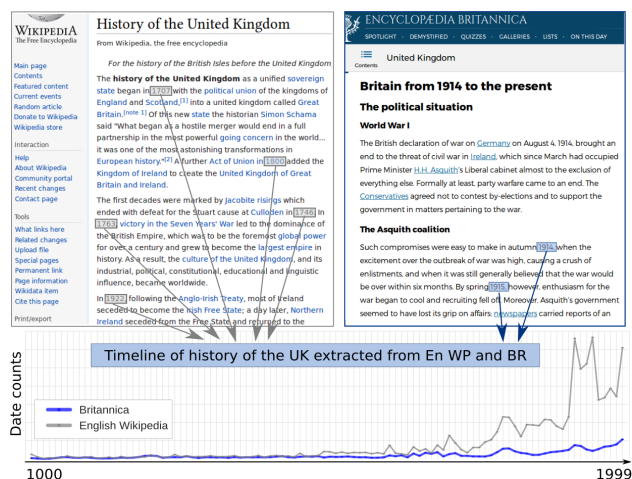 WIKIPEDIA
The Free Encyclopedia
Main page
Contents
Featured content
Current events
Random article
Donate to Wikipedia
Wikipedia store
Interaction
Help
About Wikipedia
Community portal
Recent changes
Contact page
Tools
What links here
Related changes
Upload file
Special pages
Permanent link
Page information
Wikidata item
Cite this page
Print/export
History of the United Kingdom
From Wikipedia, the free encyclopedia
For the history of the British Isles before the United Kingdom
The history of the United Kingdom as a unified sovereign
state began in 1707 with the political union of the kingdoms of
England and Scotland,[1] into a united kingdom called Great
Britain.[note 1] Of this new state the historian Simon Schama
said "What began as a hostile merger would end in a full
partnership in the most powerful going concern in the world...
it was one of the most astonishing transformations in
European history."[2] A further Act of Union in 1800 added the
Kingdom of Ireland to create the United Kingdom of Great
Britain and Ireland.
The first decades were marked by Jacobite risings which
ended with defeat for the Stuart cause at Culloden in 1746. In
1763, victory in the Seven Years' War led to the dominance of
the British Empire, which was to be the foremost global power
for over a century and grew to become the largest empire in
history. As a result, the culture of the United Kingdom, and its
industrial, political, constitutional, educational and linguistic
influence, became worldwide.
In 1922, following the Anglo-Irish Treaty, most of Ireland
seceded to become the Irish Free State; a day later, Northern
Ireland seceded from the Free State and returned to the
ENCYCLOPÆDIA BRITANNICA
SPOTLIGHT · DEMYSTIFIED · QUIZZES · GALLERIES · LISTS · ON THIS DAY
Contents
United Kingdom
Britain from 1914 to the present
The political situation
World War I
The British declaration of war on Germany on August 4, 1914, brought an
end to the threat of civil war in Ireland, which since March had occupied
Prime Minister H.H. Asquith's Liberal cabinet almost to the exclusion of
everything else. Formally at least, party warfare came to an end. The
Conservatives agreed not to contest by-elections and to support the
government in matters pertaining to the war.
The Asquith coalition
Such compromises were easy to make in autumn 1914, when the
excitement over the outbreak of war was high, causing a crush of
enlistments, and when it was still generally believed that the war would
be over within six months. By spring 1915, however, enthusiasm for the
war began to cool and recruiting fell off. Moreover, Asquith's government
seemed to have lost its grip on affairs: newspapers carried reports of an
Timeline of history of the UK extracted from En WP and BR
Date counts
Britannica
English Wikipedia
1000
1999